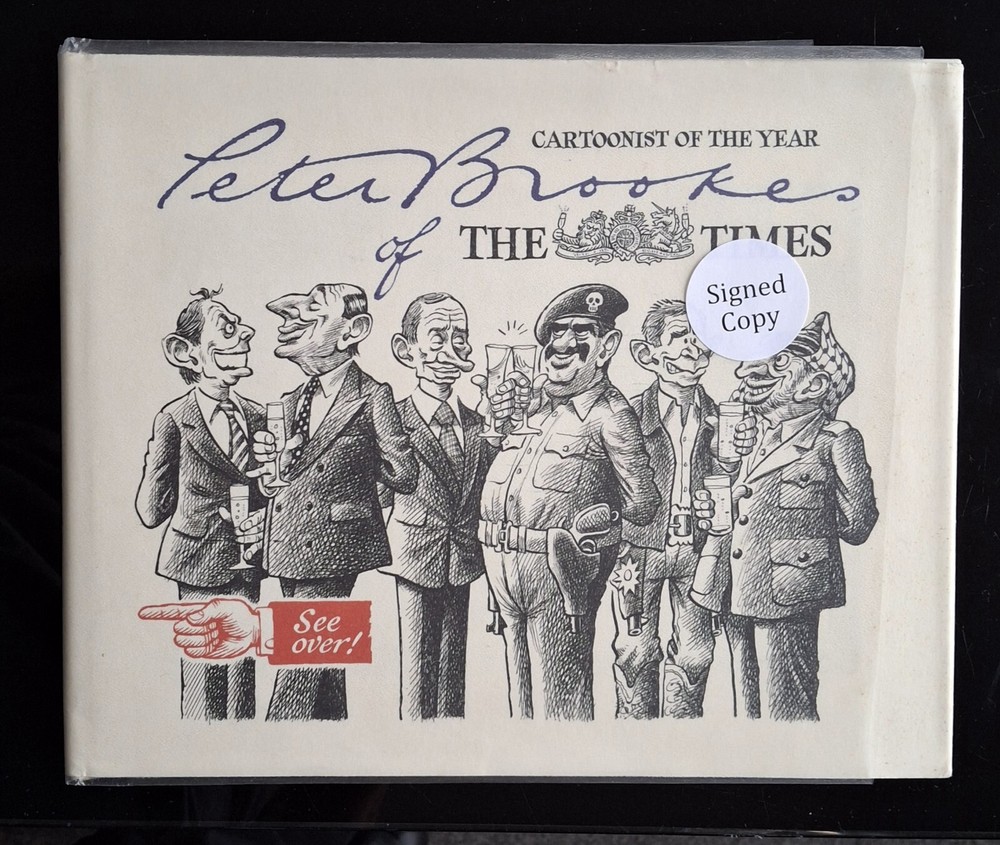 CARTOONIST OF THE YEAR
Peter Brookes
of THE TIMES
Signed
Copy
See
over!